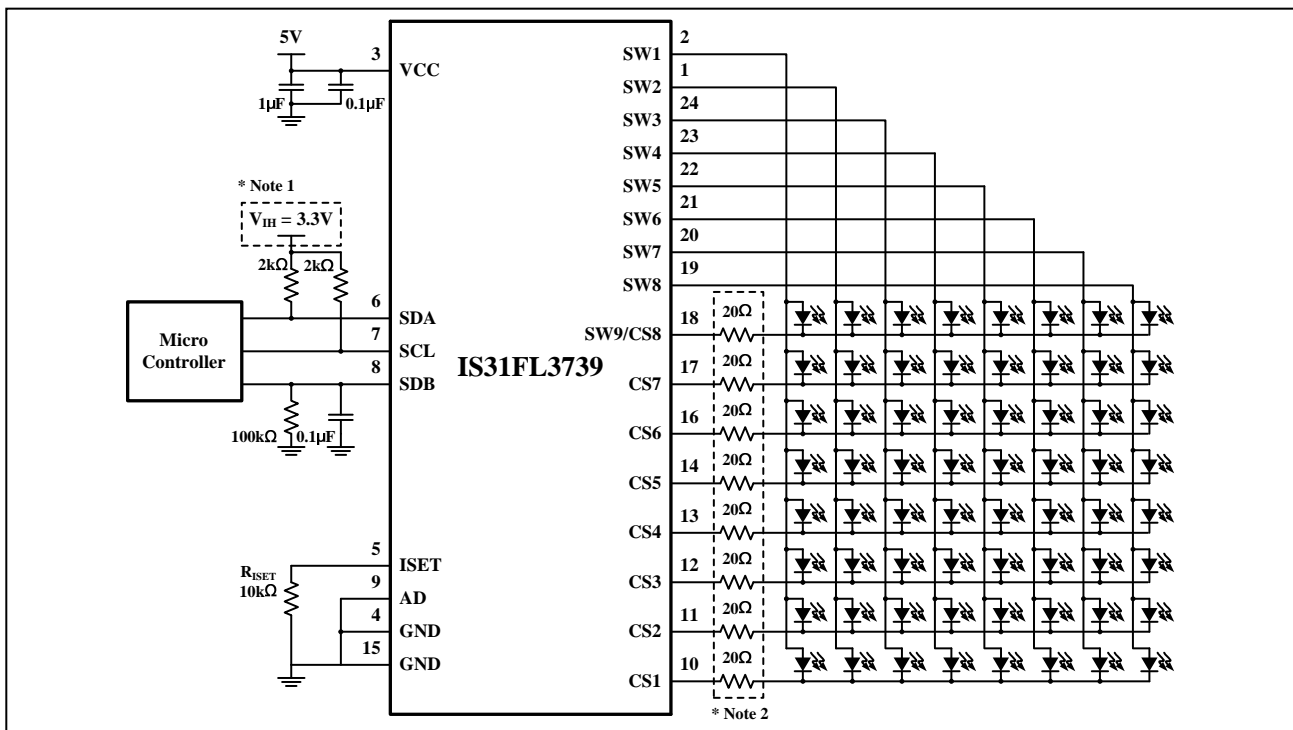 5V
3
VCC
1µF
0.1µF
* Note 1
V_IH = 3.3V
2kΩ
2kΩ
Micro
Controller
6
SDA
7
SCL
8
SDB
100kΩ
0.1µF
R_ISET
10kΩ
5
ISET
9
AD
4
GND
15
GND
IS31FL3739
2
SW1
1
SW2
24
SW3
23
SW4
22
SW5
21
SW6
20
SW7
19
SW8
18
SW9/CS8
20Ω
17
CS7
20Ω
16
CS6
20Ω
14
CS5
20Ω
13
CS4
20Ω
12
CS3
20Ω
11
CS2
20Ω
10
CS1
20Ω
* Note 2